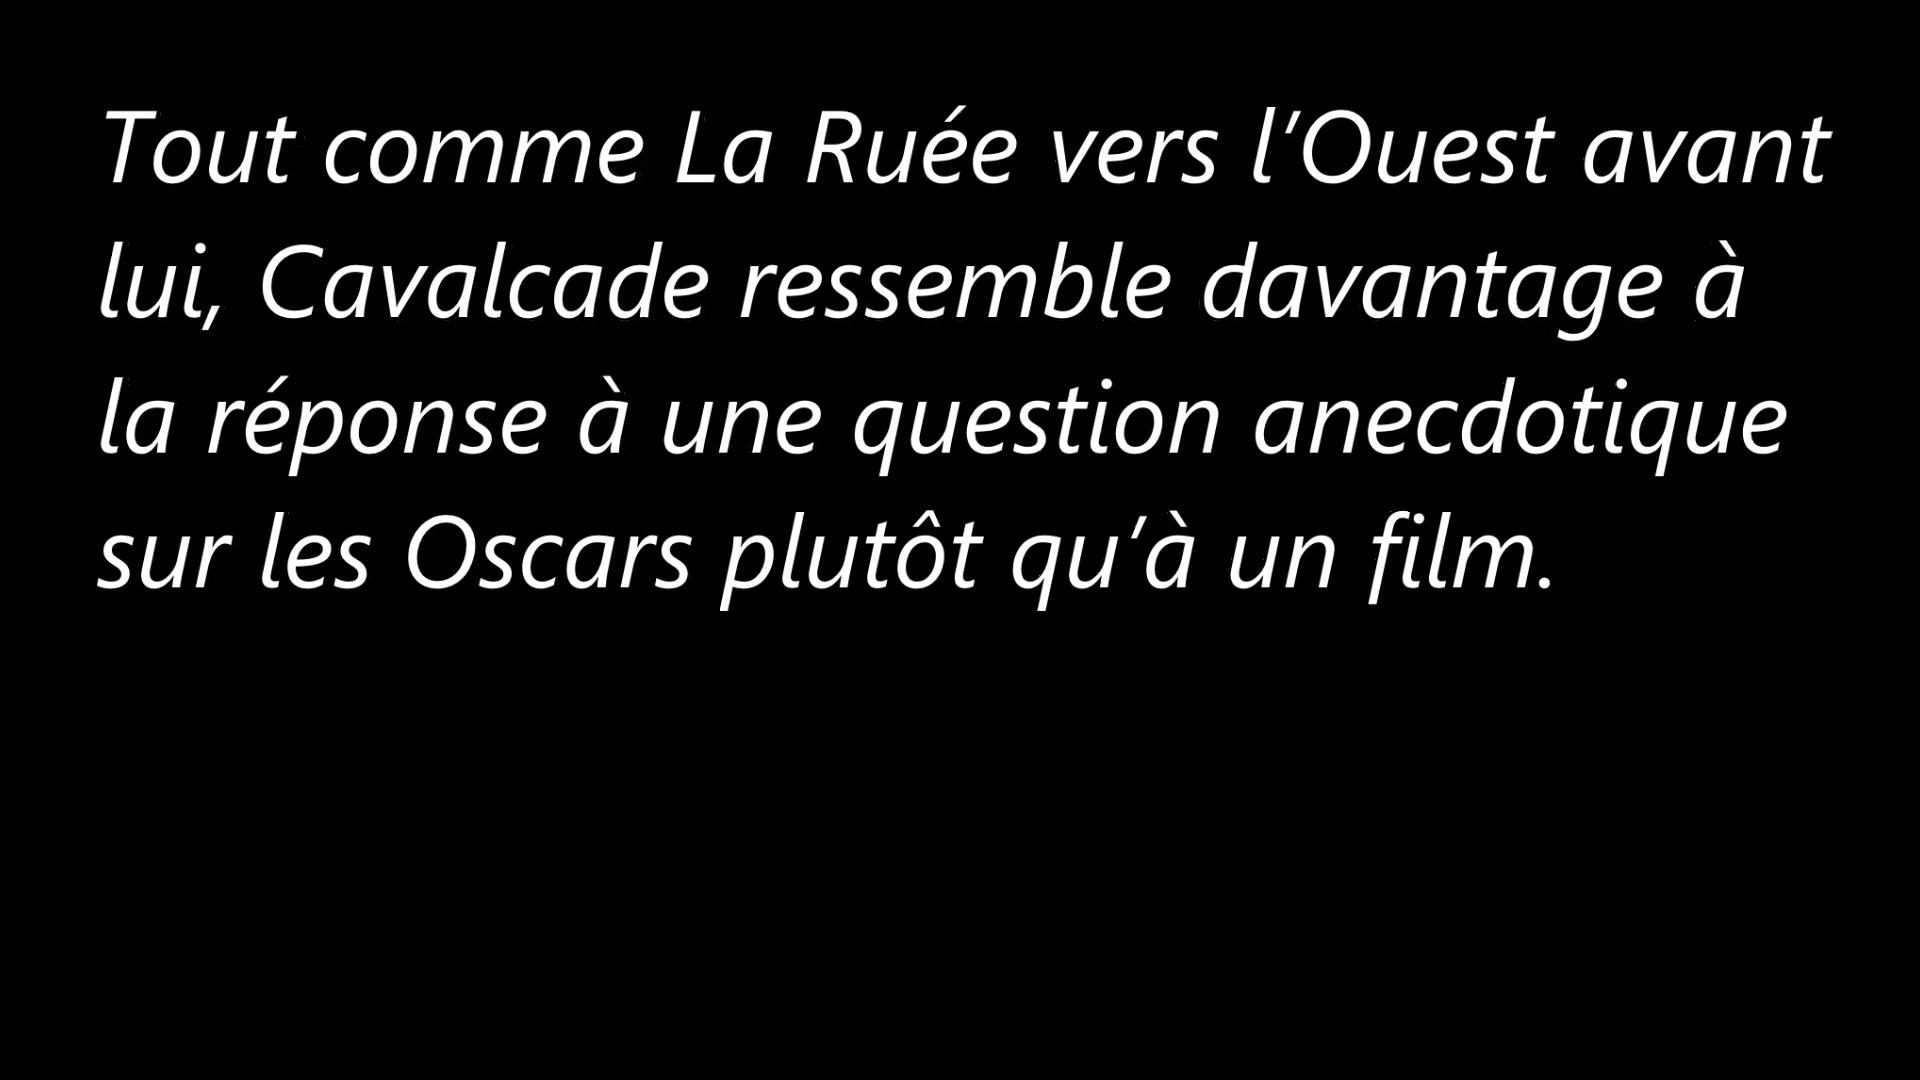 Tout comme La Ruée vers l’Ouest avant
lui, Cavalcade ressemble davantage à
la réponse à une question anecdotique
sur les Oscars plutôt qu’à un film.